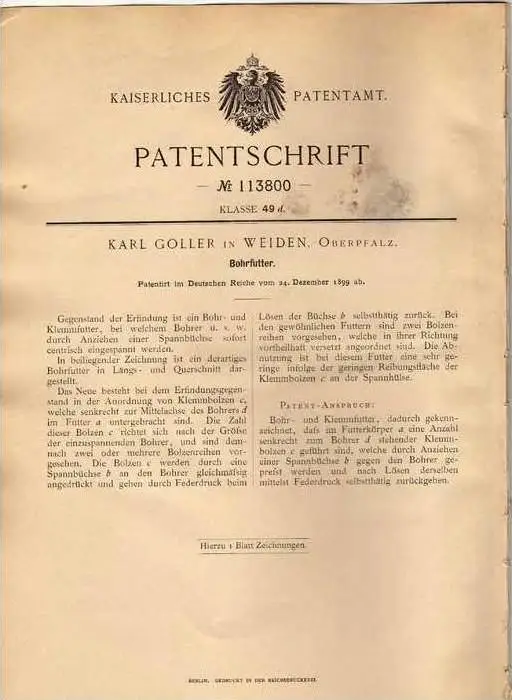 KAISERLICHES PATENTAMT.
PATENTSCHRIFT
— № 113800 —
KLASSE 49 d.
KARL GOLLER IN WEIDEN, OBERPFALZ.
Bohrfutter.
Patentirt im Deutschen Reiche vom 24. Dezember 1899 ab.
Gegenstand der Erfindung ist ein Bohr- und
Klemmfutter, bei welchem Bohrer u. s. w.
durch Anziehen einer Spannbüchse sofort
centrisch eingespannt werden.
In beiliegender Zeichnung ist ein derartiges
Bohrfutter in Längs- und Querschnitt dar-
gestellt.
Das Neue besteht bei dem Erfindungsgegen-
stand in der Anordnung von Klemmbolzen c,
welche senkrecht zur Mittelachse des Bohrers d
im Futter a untergebracht sind. Die Zahl
dieser Bolzen c richtet sich nach der Größe
der einzuspannenden Bohrer, und sind dem-
nach zwei oder mehrere Bolzenreihen vor-
gesehen. Die Bolzen c werden durch eine
Spannbüchse b an den Bohrer gleichmäßig
angedrückt und gehen durch Federdruck beim
Lösen der Büchse b selbstthätig zurück. Bei
den gewöhnlichen Futtern sind zwei Bolzen-
reihen vorgesehen, welche in ihrer Richtung
vortheilhaft versetzt angeordnet sind. Die Ab-
nutzung ist bei diesem Futter eine sehr ge-
ringe infolge der geringen Reibungsfläche der
Klemmbolzen c an der Spannhülse.
PATENT-ANSPRUCH:
Bohr- und Klemmfutter, dadurch gekenn-
zeichnet, daß im Futterkörper a eine Anzahl
senkrecht zum Bohrer d stehender Klemm-
bolzen c geführt sind, welche durch Anziehen
einer Spannbüchse b gegen den Bohrer ge-
preßt werden und nach Lösen derselben
mittelst Federdruck selbstthätig zurückgehen.
Hierzu 1 Blatt Zeichnungen.
BERLIN. GEDRUCKT IN DER REICHSDRUCKEREI.